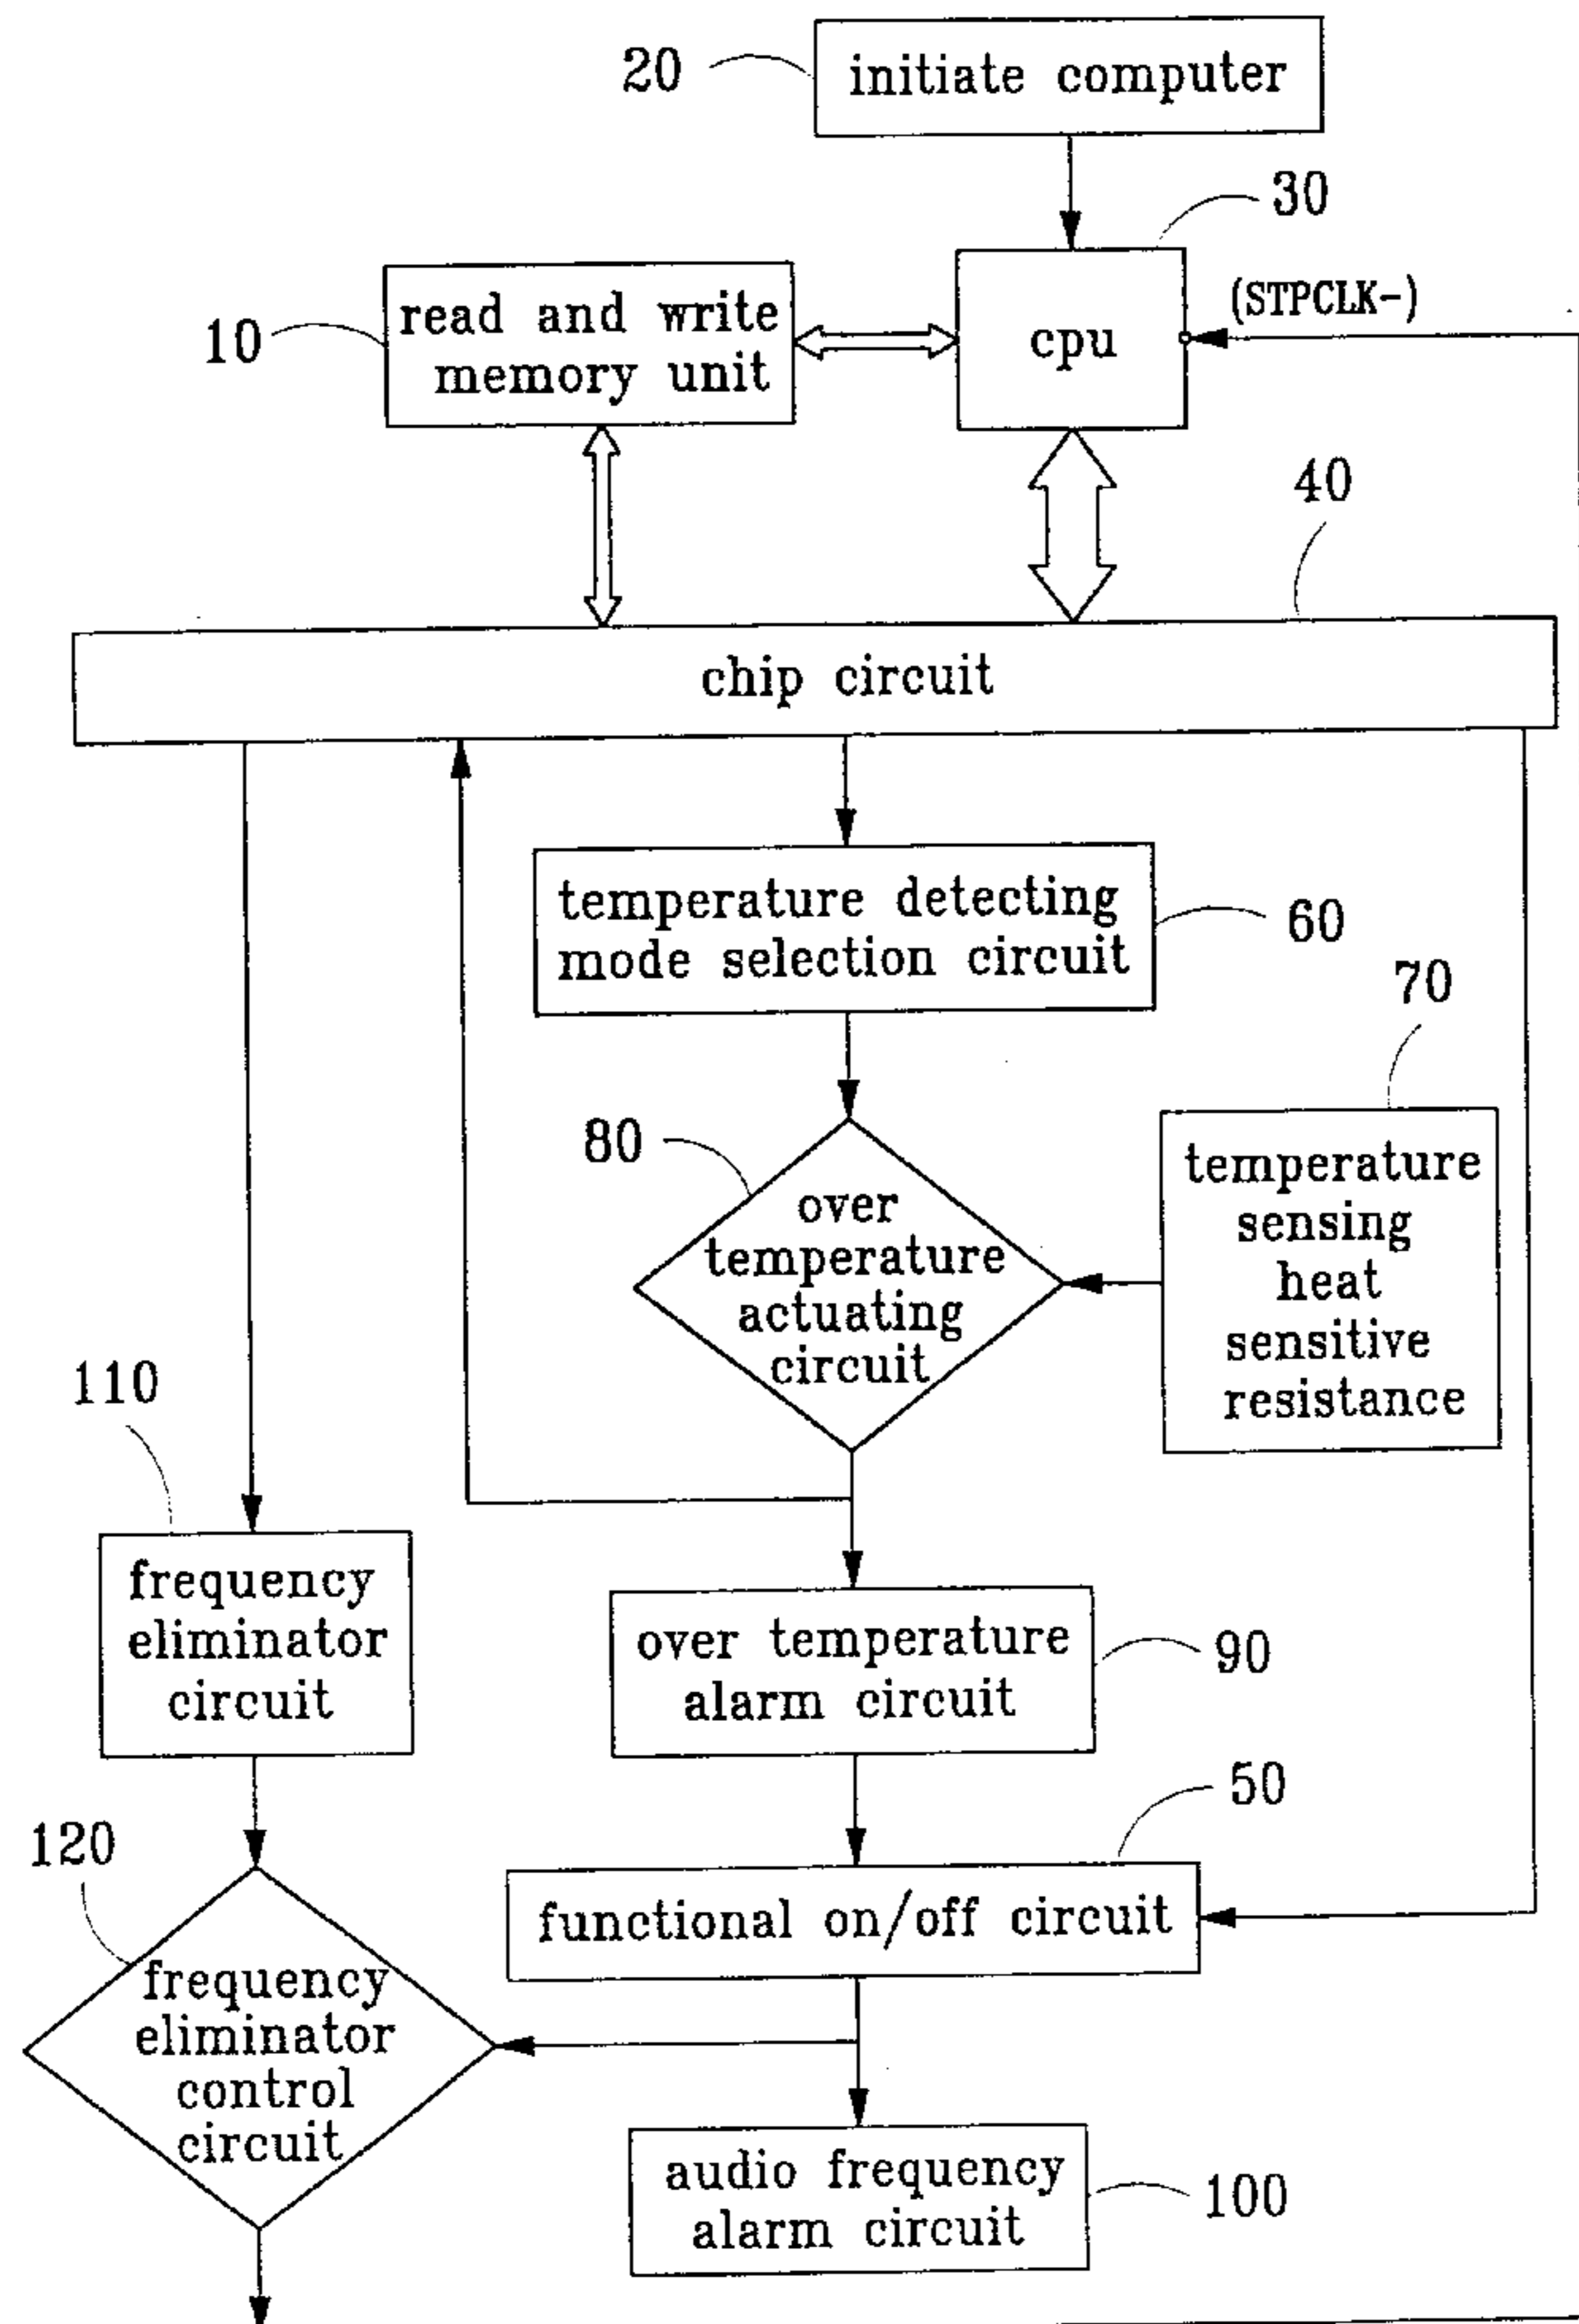 20
initiate computer
30
(STPCLK-)
10
read and write
memory unit
cpu
40
chip circuit
temperature detecting
mode selection circuit
60
70
80
over
temperature
actuating
circuit
temperature
sensing
heat
sensitive
resistance
110
frequency
eliminator
circuit
over temperature
alarm circuit
90
50
120
functional on/off circuit
frequency
eliminator
control
circuit
audio frequency
alarm circuit
100